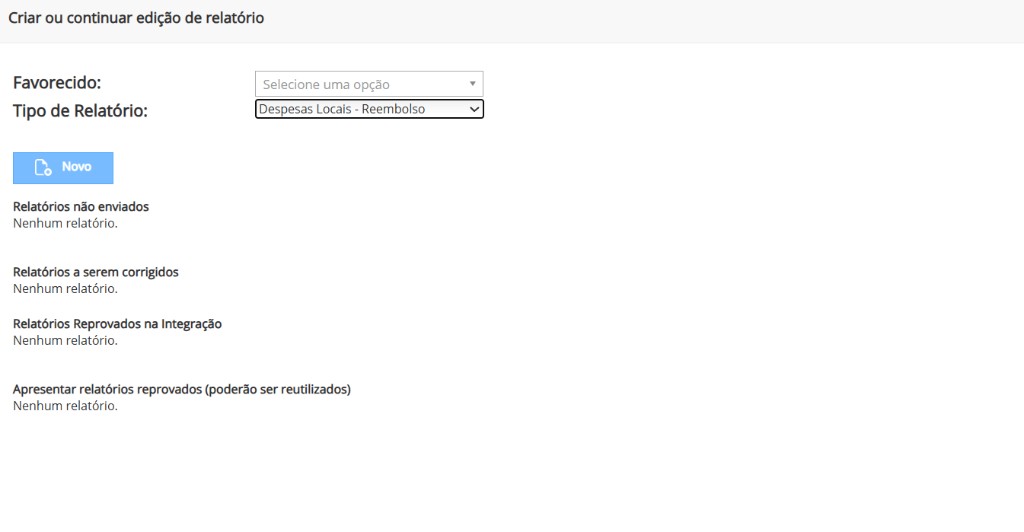 Criar ou continuar edição de relatório
Favorecido:
Selecione uma opção
Tipo de Relatório:
Despesas Locais - Reembolso
Novo
Relatórios não enviados
Nenhum relatório.
Relatórios a serem corrigidos
Nenhum relatório.
Relatórios Reprovados na Integração
Nenhum relatório.
Apresentar relatórios reprovados (poderão ser reutilizados)
Nenhum relatório.